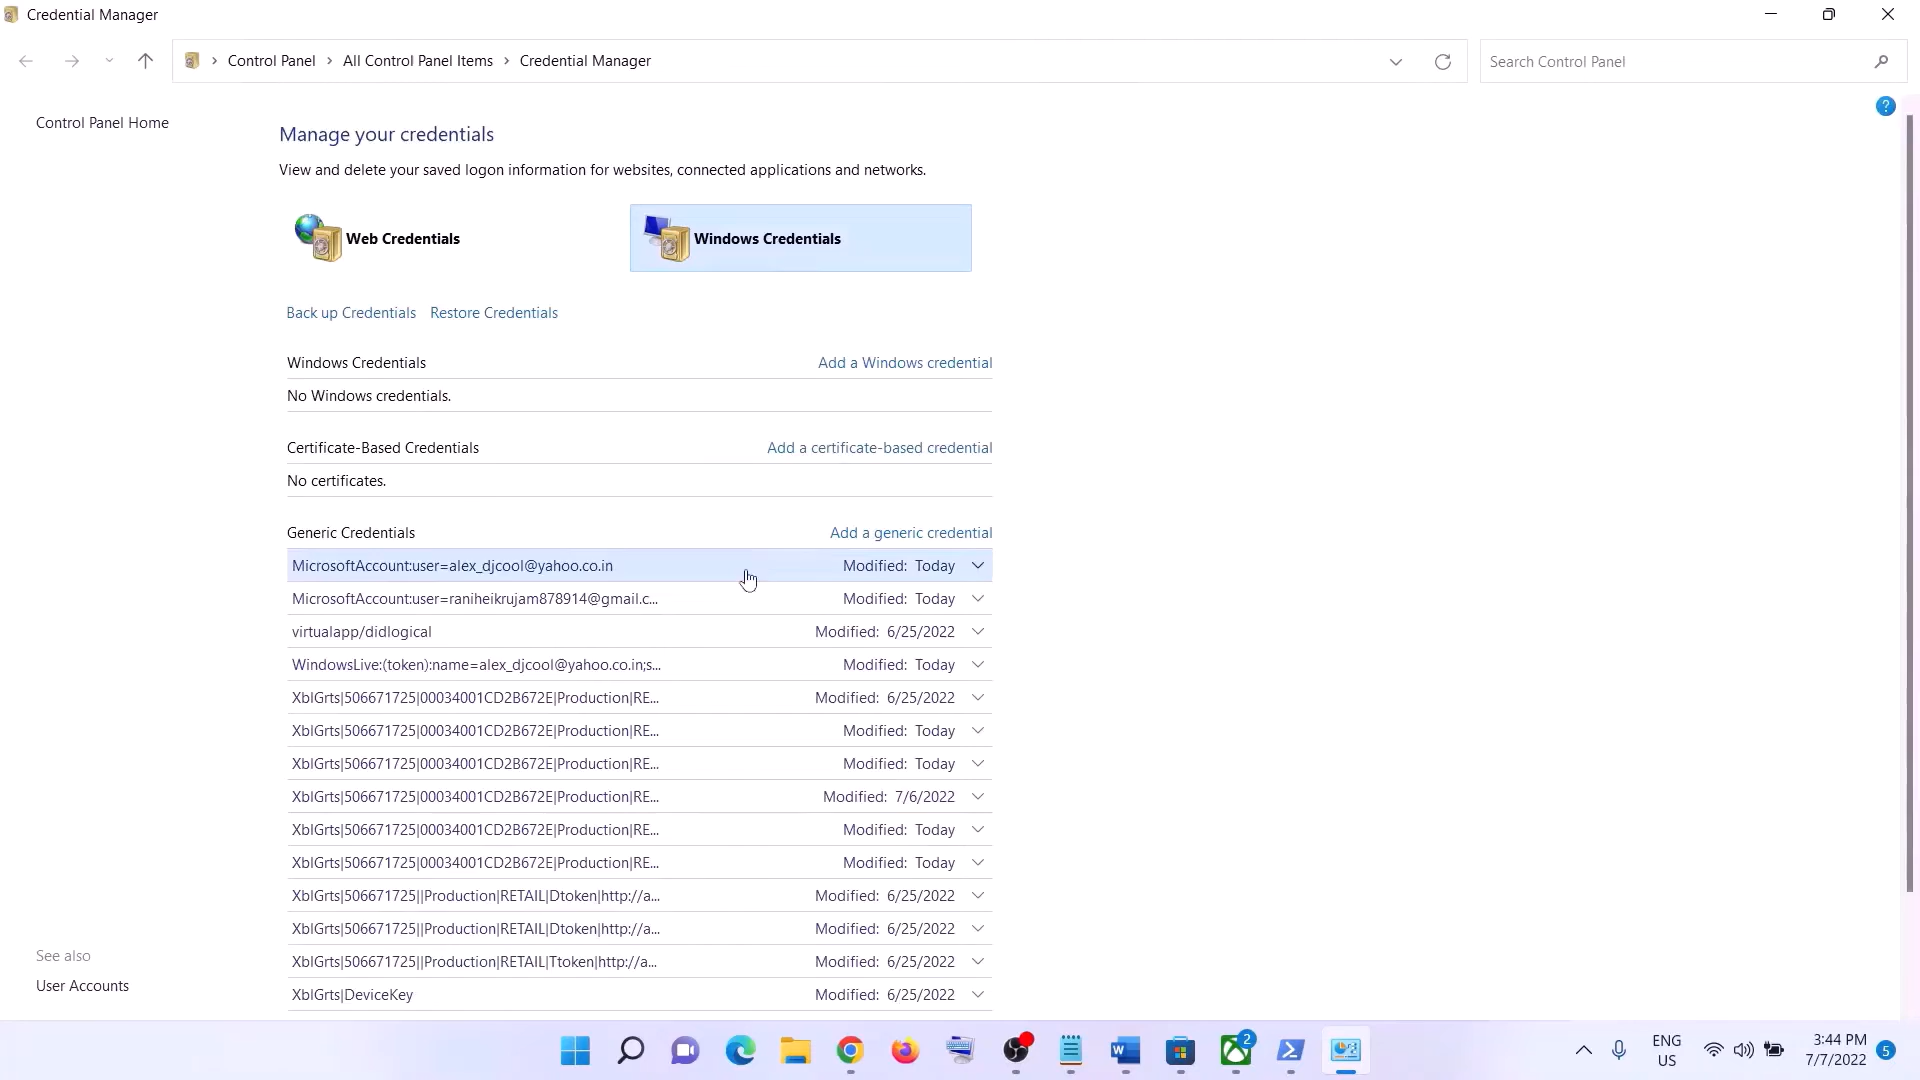 Credential Manager
Control Panel > All Control Panel Items > Credential Manager
Search Control Panel
Control Panel Home
Manage your credentials
View and delete your saved logon information for websites, connected applications and networks.
Web Credentials
Windows Credentials
Back up Credentials Restore Credentials
Windows Credentials Add a Windows credential
No Windows credentials.
Certificate-Based Credentials Add a certificate-based credential
No certificates.
Generic Credentials Add a generic credential
MicrosoftAccount:user=alex_djcool@yahoo.co.in Modified: Today
MicrosoftAccount:user=raniheikrujam878914@gmail.c... Modified: Today
virtualapp/didlogical Modified: 6/25/2022
WindowsLive:(token):name=alex_djcool@yahoo.co.in;s... Modified: Today
XblGrts|506671725|00034001CD2B672E|Production|RE... Modified: 6/25/2022
XblGrts|506671725|00034001CD2B672E|Production|RE... Modified: Today
XblGrts|506671725|00034001CD2B672E|Production|RE... Modified: Today
XblGrts|506671725|00034001CD2B672E|Production|RE... Modified: 7/6/2022
XblGrts|506671725|00034001CD2B672E|Production|RE... Modified: Today
XblGrts|506671725|00034001CD2B672E|Production|RE... Modified: Today
XblGrts|506671725||Production|RETAIL|Dtoken|http://a... Modified: 6/25/2022
XblGrts|506671725||Production|RETAIL|Dtoken|http://a... Modified: 6/25/2022
XblGrts|506671725||Production|RETAIL|Ttoken|http://a... Modified: 6/25/2022
XblGrts|DeviceKey Modified: 6/25/2022
See also
User Accounts
2
ENG
US
3:44 PM
7/7/2022
5